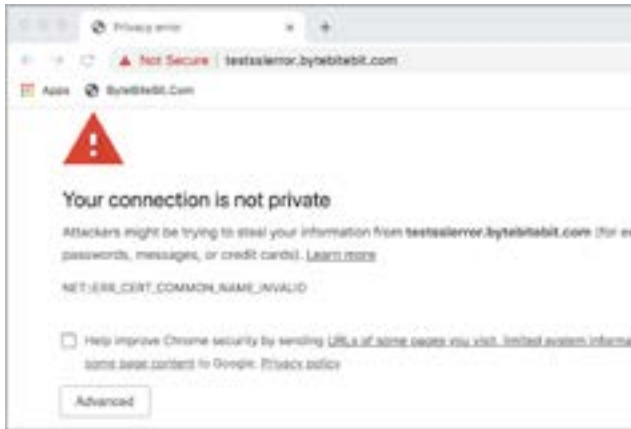 Privacy error
Not Secure testsslerror.bytebitebit.com
Apps ByteBiteBit.Com
Your connection is not private
Attackers might be trying to steal your information from testsslerror.bytebitebit.com (for
passwords, messages, or credit cards). Learn more
NET::ERR_CERT_COMMON_NAME_INVALID
Help improve Chrome security by sending URLs of some pages you visit, limited system informa
some page content to Google. Privacy policy
Advanced